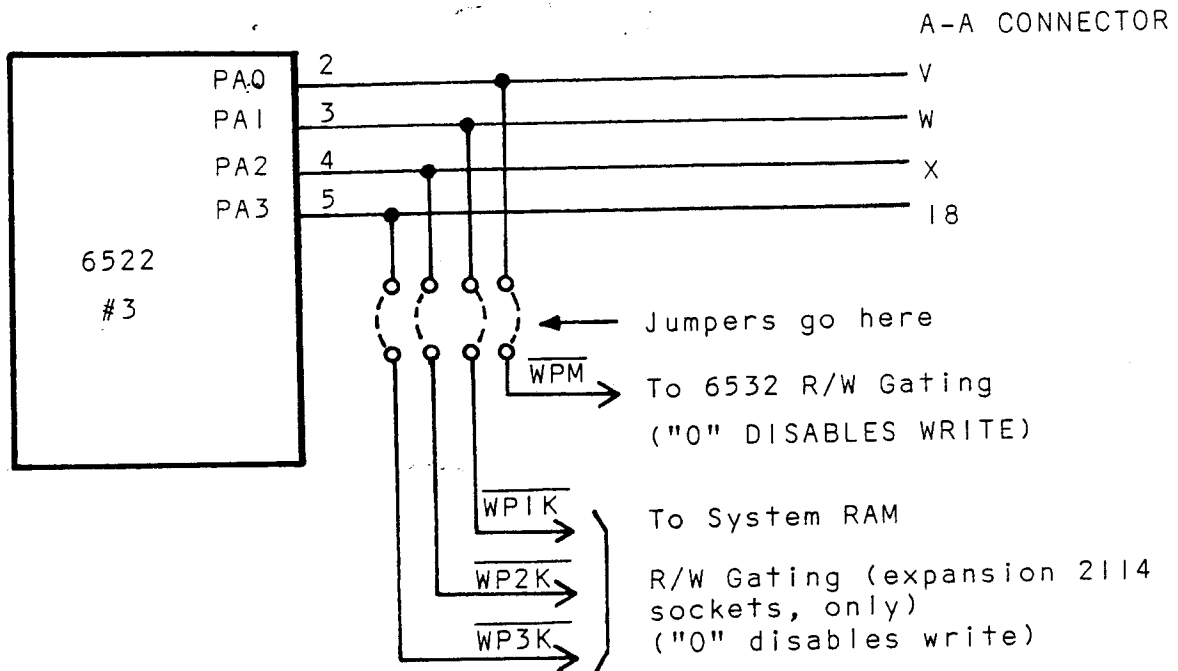 A-A CONNECTOR
PA0 2 V
PA1 3 W
PA2 4 X
PA3 5 18
6522
#3
Jumpers go here
WPM
To 6532 R/W Gating
("0" DISABLES WRITE)
WP1K
To System RAM
WP2K
R/W Gating (expansion 2114
sockets, only)
WP3K
("0" disables write)